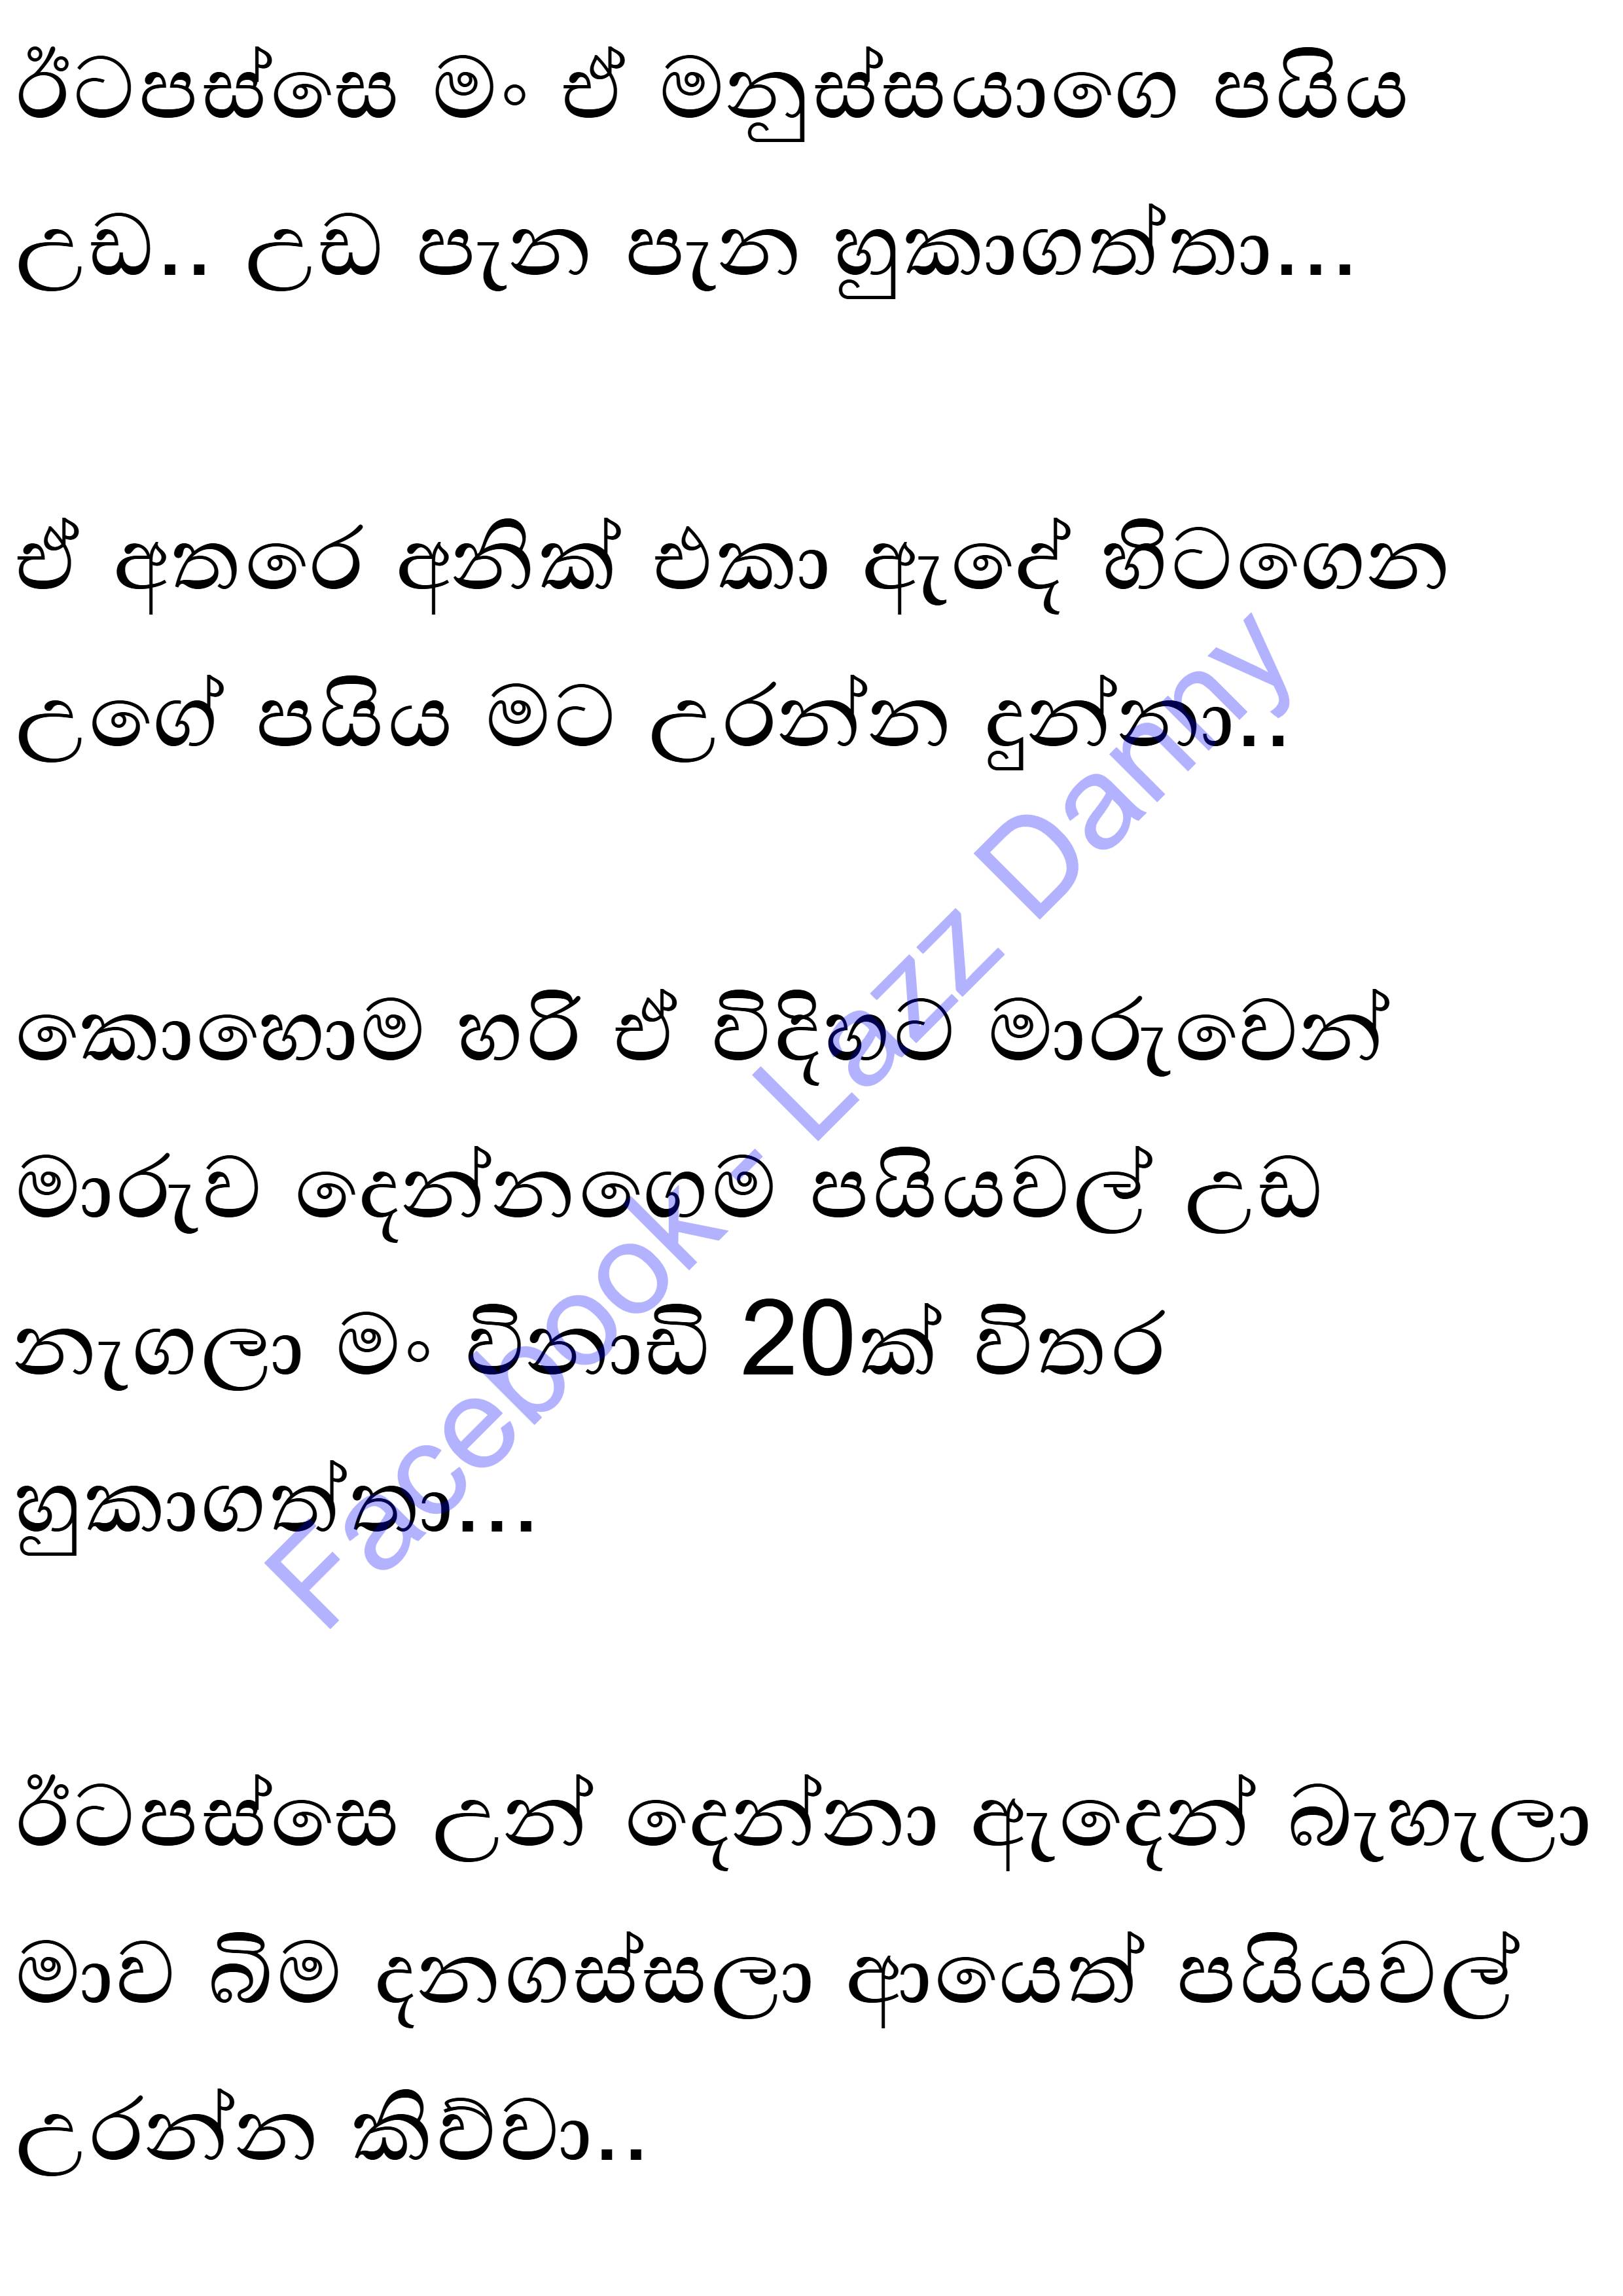 ඊටපස්සෙ මං ඒ මනුස්සයාගෙ පයිය
උඩ.. උඩ පැන පැන හුකාගත්තා...
ඒ අතරෙ අනික් එකා ඇදේ හිටගෙන
උගේ පයිය මට උරන්න දුන්නා..
කොහොම හරි ඒ විදිහට මාරුවෙන්
මාරුව දෙන්නගෙම පයියවල් උඩ
නැගලා මං විනාඩි 20ක් විතර
හුකාගත්තා...
ඊටපස්සෙ උන් දෙන්නා ඇදෙන් බැහැලා
මාව බිම දනගස්සලා ආයෙත් පයියවල්
උරන්න කිව්වා..
Facebook - Lazz Danny